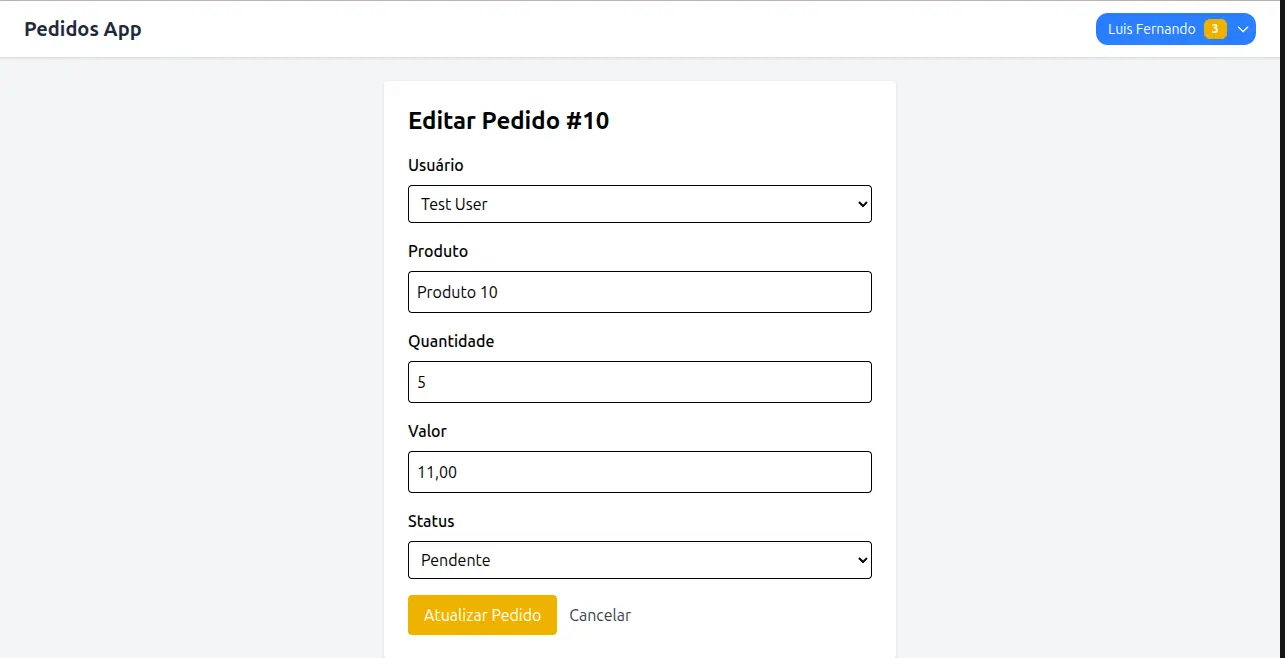 Pedidos App
Luis Fernando 3
Editar Pedido #10
Usuário
Test User
Produto
Produto 10
Quantidade
5
Valor
11,00
Status
Pendente
Atualizar Pedido Cancelar